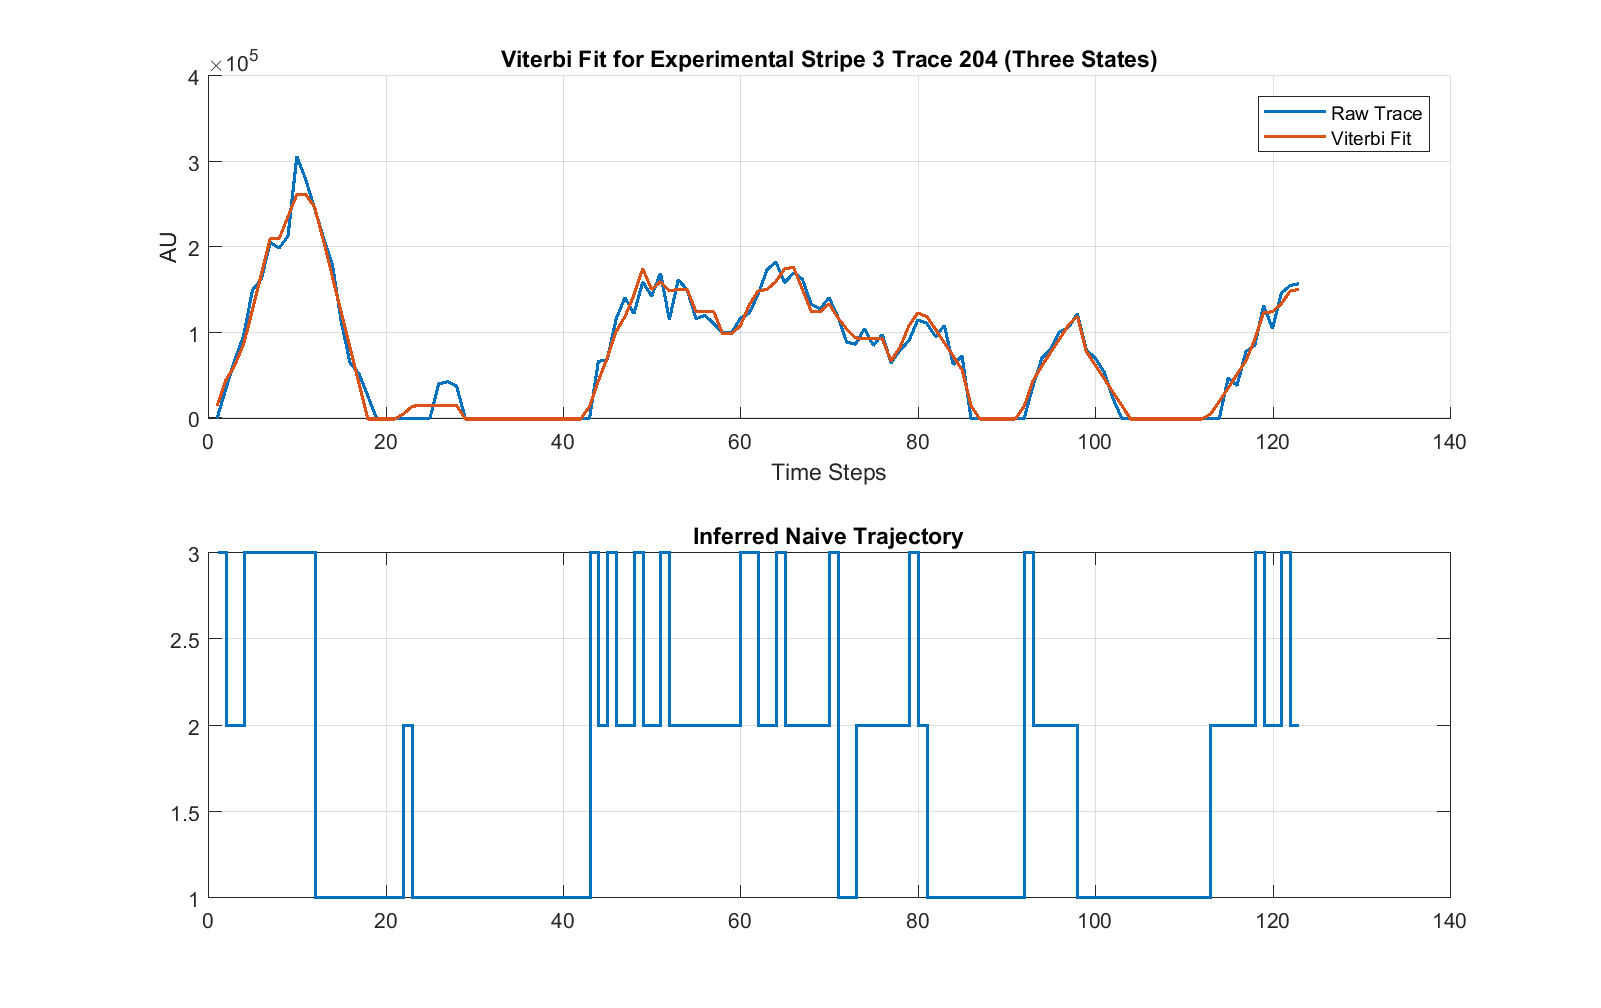 Viterbi Fit for Experimental Stripe 3 Trace 204 (Three States)
×10^5
4
3
2
1
0
AU
Raw Trace
Viterbi Fit
0 20 40 60 80 100 120 140
Time Steps
Inferred Naive Trajectory
3
2.5
2
1.5
1
0 20 40 60 80 100 120 140